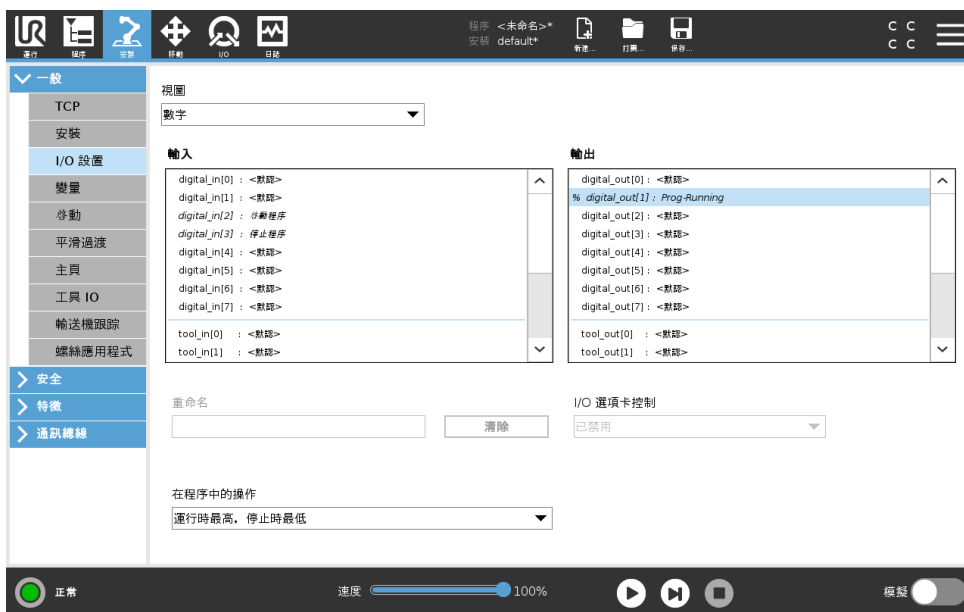 程序 <未命名>*
安裝 default*
C C
C C
運行 程序 安裝 移動 I/O 日誌 新建... 打開... 保存...
一般
TCP
安裝
I/O 設置
變量
啓動
平滑過渡
主頁
工具 IO
輸送機跟踪
螺絲應用程式
安全
特徵
通訊總線
視圖
數字
輸入
digital_in[0] : <默認>
digital_in[1] : <默認>
digital_in[2] : 啓動程序
digital_in[3] : 停止程序
digital_in[4] : <默認>
digital_in[5] : <默認>
digital_in[6] : <默認>
digital_in[7] : <默認>
tool_in[0] : <默認>
tool_in[1] : <默認>
輸出
digital_out[0] : <默認>
% digital_out[1] : Prog-Running
digital_out[2] : <默認>
digital_out[3] : <默認>
digital_out[4] : <默認>
digital_out[5] : <默認>
digital_out[6] : <默認>
digital_out[7] : <默認>
tool_out[0] : <默認>
tool_out[1] : <默認>
重命名
清除
I/O 選項卡控制
已禁用
在程序中的操作
運行時最高，停止時最低
正常
速度 100%
模擬